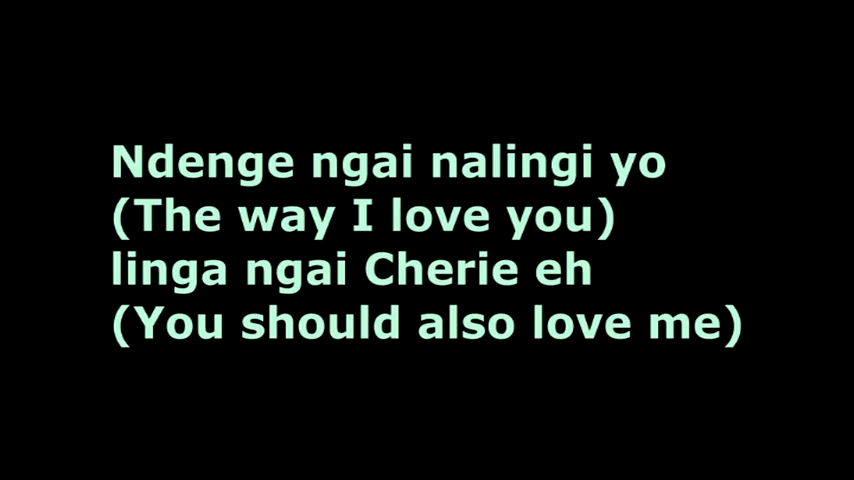 Ndenge ngai nalingi yo
(The way I love you)
linga ngai Cherie eh
(You should also love me)